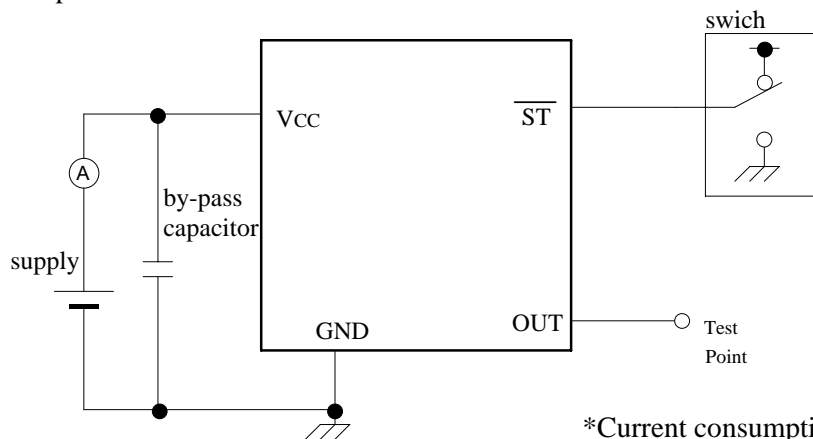 swich
VCC
ST
A
by-pass
capacitor
supply
GND
OUT
Test
Point